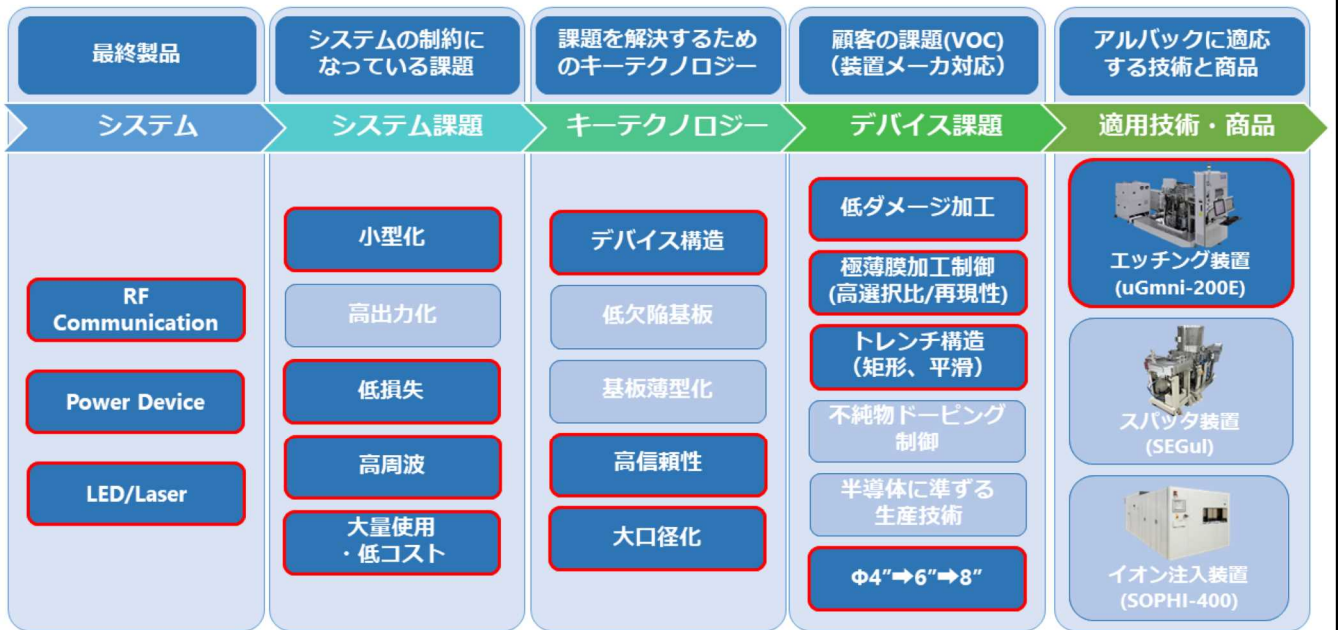 最終製品
システムの制約に
なっている課題
課題を解決するため
のキーテクノロジー
顧客の課題(VOC)
（装置メーカ対応）
アルバックに適応
する技術と商品
システム
システム課題
キーテクノロジー
デバイス課題
適用技術・商品
RF
Communication
Power Device
LED/Laser
小型化
高出力化
低損失
高周波
大量使用
・低コスト
デバイス構造
低欠陥基板
基板薄型化
高信頼性
大口径化
低ダメージ加工
極薄膜加工制御
(高選択比/再現性)
トレンチ構造
（矩形、平滑）
不純物ドーピング
制御
半導体に準ずる
生産技術
Φ4”➡6”➡8”
エッチング装置
(uGmni-200E)
スパッタ装置
(SEGul)
イオン注入装置
(SOPHI-400)